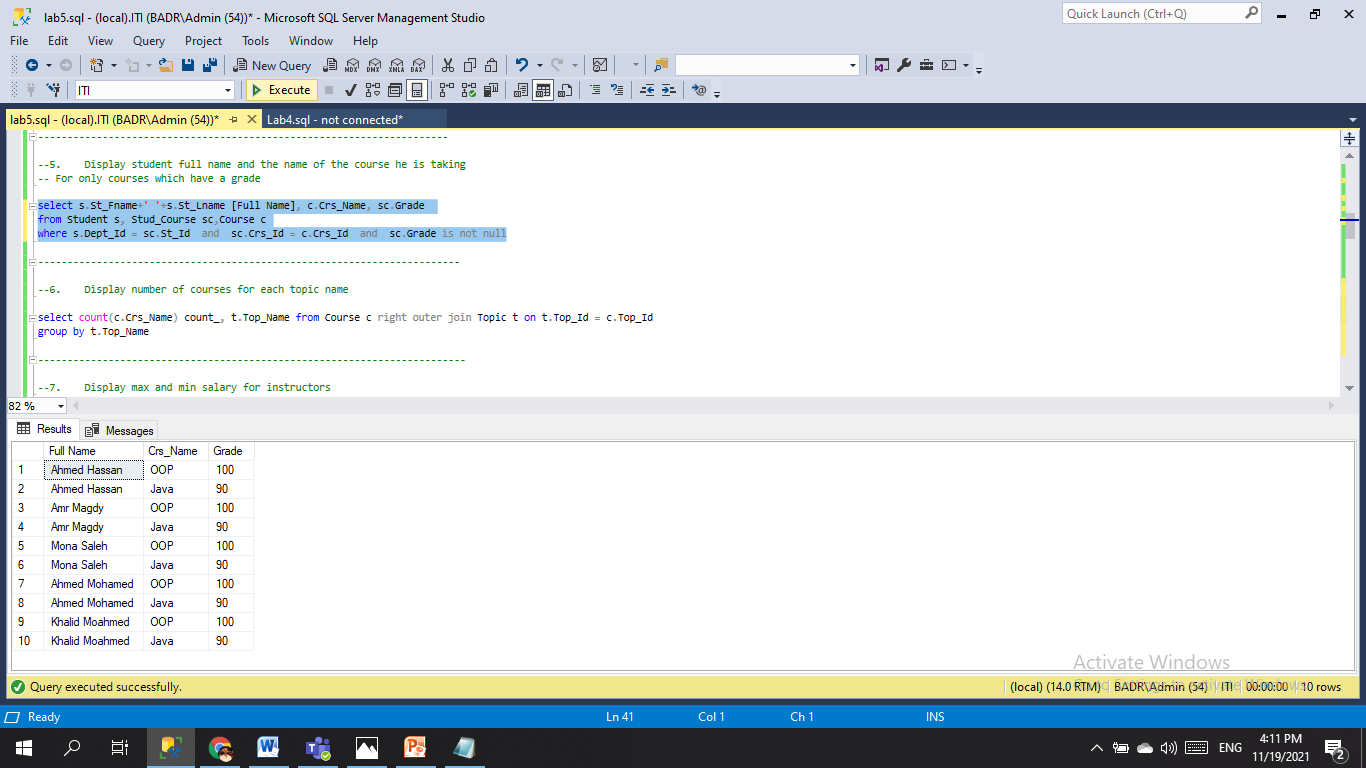 lab5.sql - (local).ITI (BADR\Admin (54))* - Microsoft SQL Server Management Studio
Quick Launch (Ctrl+Q)
File Edit View Query Project Tools Window Help
New Query MDX DMX XMLA DAX
ITI Execute
lab5.sql - (local).ITI (BADR\Admin (54))* Lab4.sql - not connected*
--5. Display student full name and the name of the course he is taking
-- For only courses which have a grade
select s.St_Fname+' '+s.St_Lname [Full Name], c.Crs_Name, sc.Grade
from Student s, Stud_Course sc,Course c
where s.Dept_Id = sc.St_Id and sc.Crs_Id = c.Crs_Id and sc.Grade is not null
--6. Display number of courses for each topic name
select count(c.Crs_Name) count_, t.Top_Name from Course c right outer join Topic t on t.Top_Id = c.Top_Id
group by t.Top_Name
--7. Display max and min salary for instructors
82 %
Results Messages
Full Name Crs_Name Grade
1 Ahmed Hassan OOP 100
2 Ahmed Hassan Java 90
3 Amr Magdy OOP 100
4 Amr Magdy Java 90
5 Mona Saleh OOP 100
6 Mona Saleh Java 90
7 Ahmed Mohamed OOP 100
8 Ahmed Mohamed Java 90
9 Khalid Moahmed OOP 100
10 Khalid Moahmed Java 90
Activate Windows
Query executed successfully. (local) (14.0 RTM) BADR\Admin (54) ITI 00:00:00 10 rows
Ready Ln 41 Col 1 Ch 1 INS
ENG 4:11 PM
11/19/2021 2